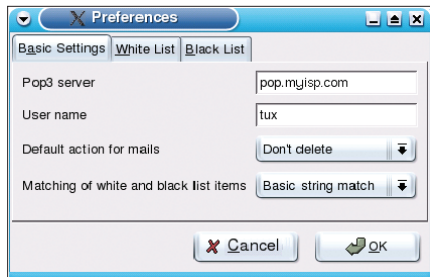 Preferences
Basic Settings White List Black List
Pop3 server pop.myisp.com
User name tux
Default action for mails Don't delete
Matching of white and black list items Basic string match
Cancel OK